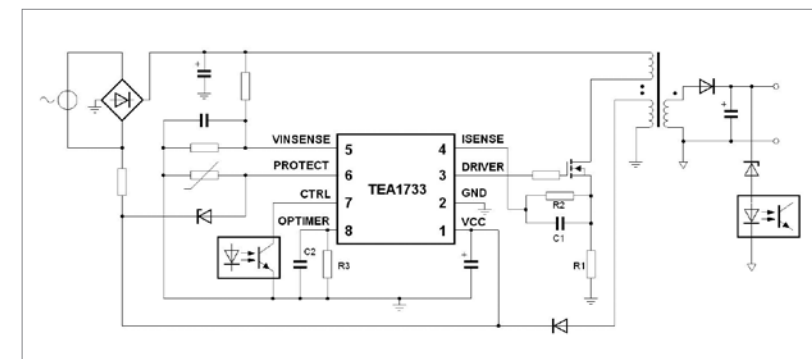 VINSENSE
5
4
ISENSE
PROTECT
6
3
DRIVER
TEA1733
CTRL
7
2
GND
R2
OPTIMER
8
1
VCC
C1
C2
R3
R1